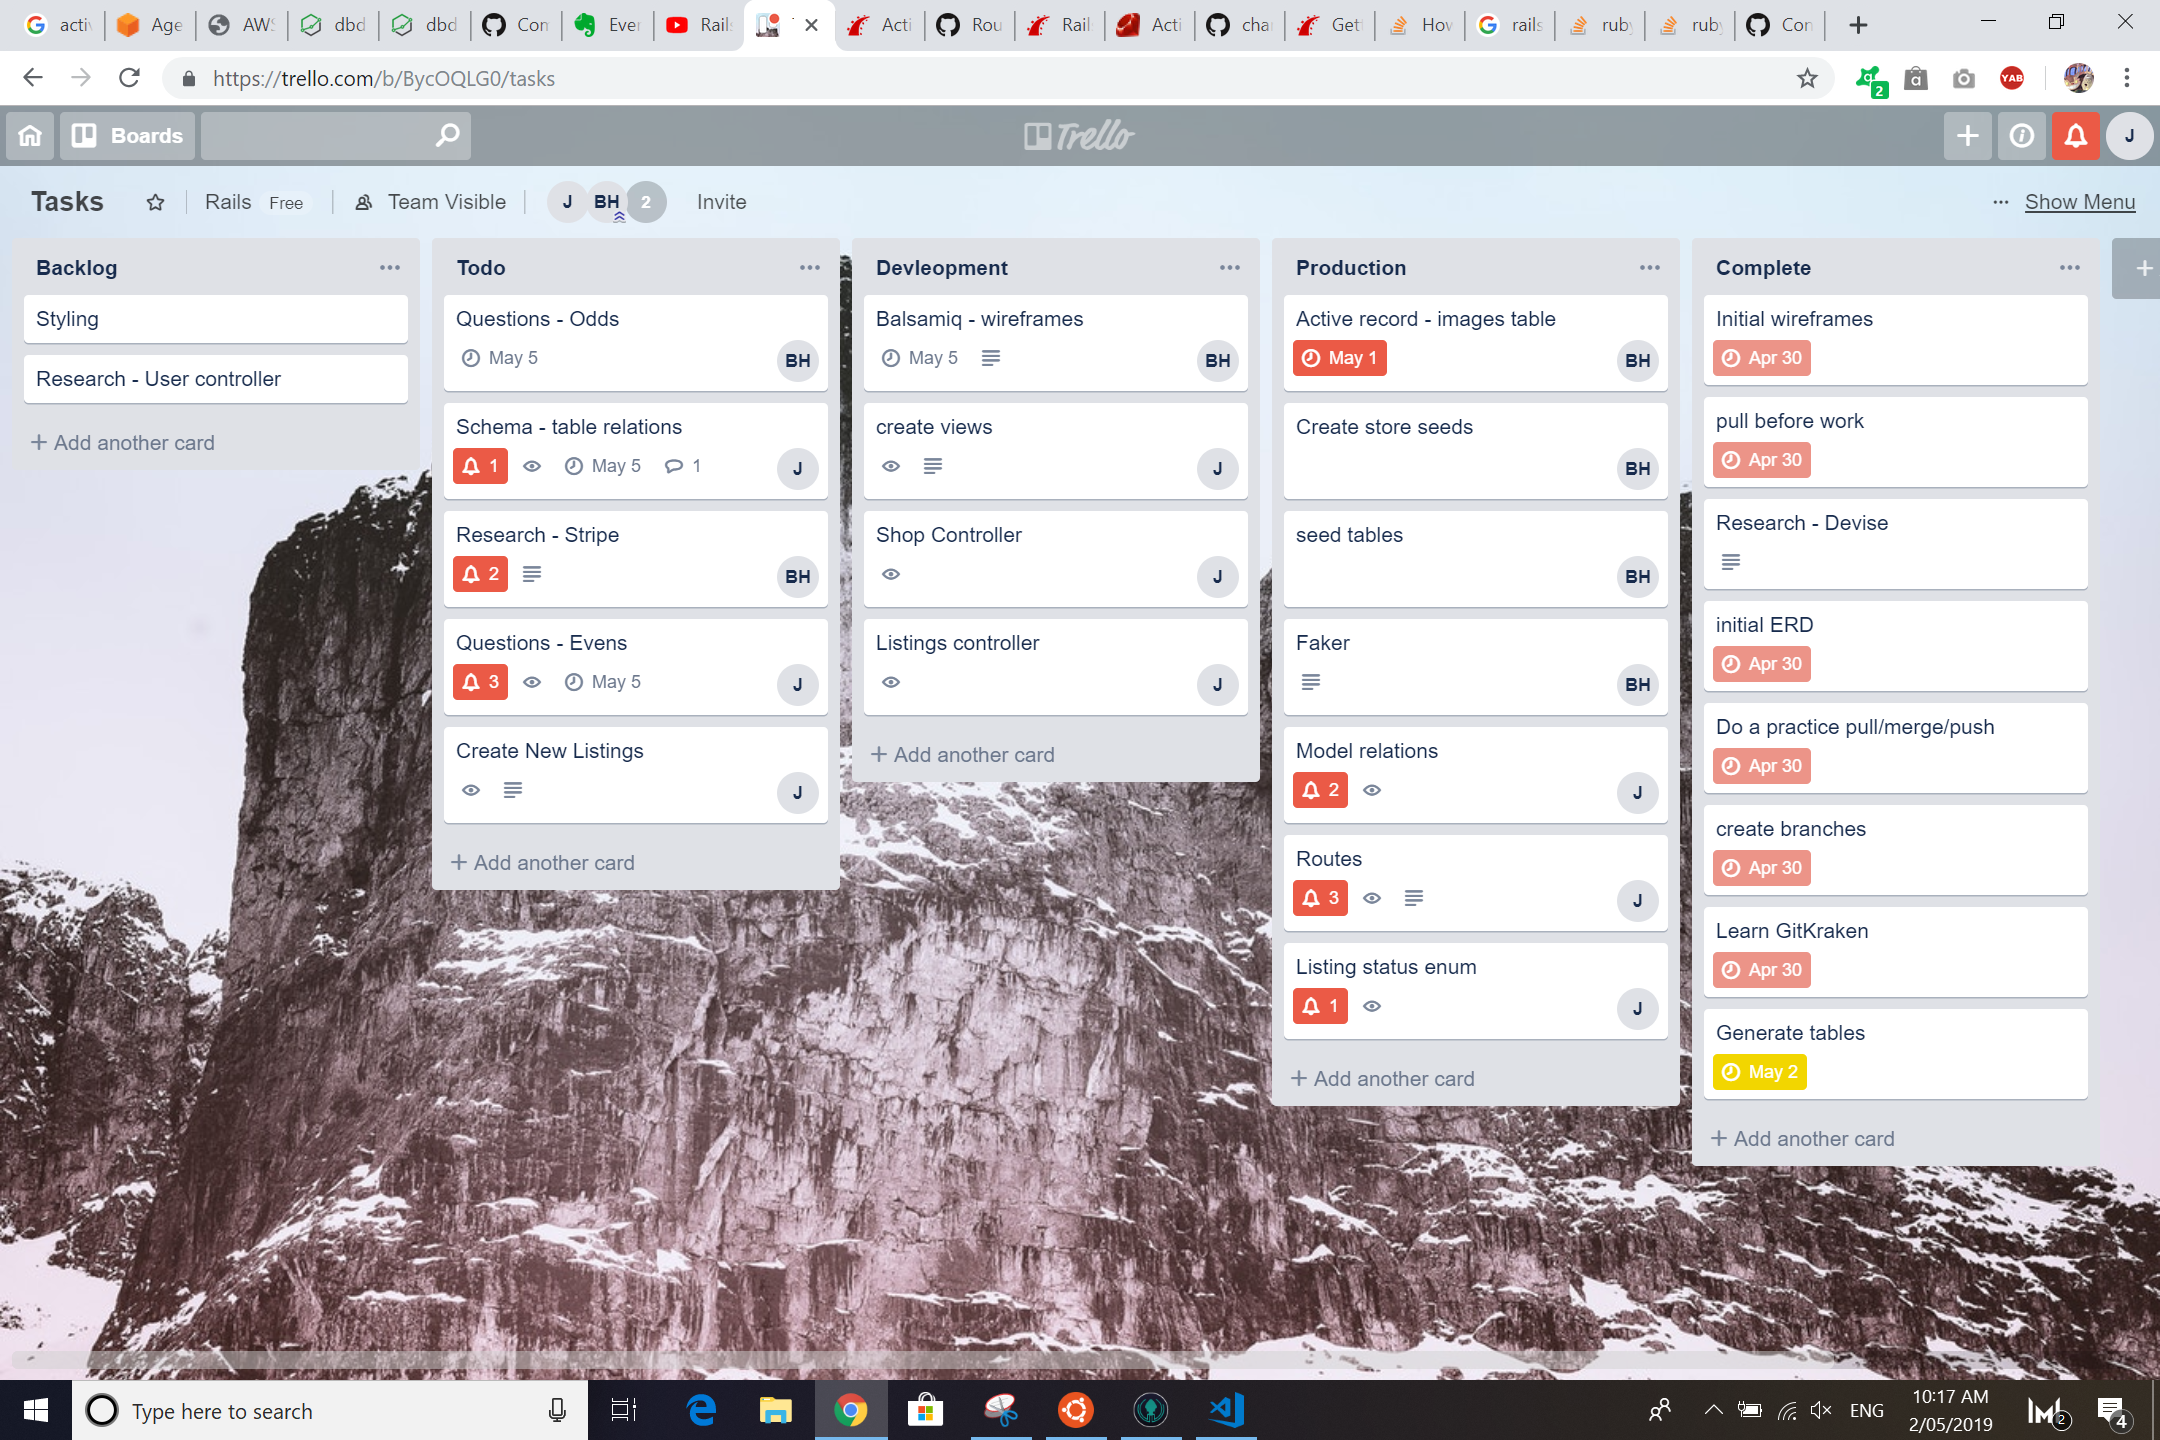 acti
Age
AWS
dbd
dbd
Con
Ever
Rail
Acti
Rou
Rail
Acti
cha
Gett
How
rails
ruby
ruby
Con
https://trello.com/b/BycOQLG0/tasks
2
a
YAB
Boards
Trello
J
Tasks
Rails Free
Team Visible
J BH 2
Invite
... Show Menu
Backlog
Styling
Research - User controller
+ Add another card
Todo
Questions - Odds
May 5
BH
Schema - table relations
1 May 5 1
J
Research - Stripe
2
BH
Questions - Evens
3 May 5
J
Create New Listings
J
+ Add another card
Devleopment
Balsamiq - wireframes
May 5
BH
create views
J
Shop Controller
J
Listings controller
J
+ Add another card
Production
Active record - images table
May 1
BH
Create store seeds
BH
seed tables
BH
Faker
BH
Model relations
2
J
Routes
3
J
Listing status enum
1
J
+ Add another card
Complete
Initial wireframes
Apr 30
pull before work
Apr 30
Research - Devise
initial ERD
Apr 30
Do a practice pull/merge/push
Apr 30
create branches
Apr 30
Learn GitKraken
Apr 30
Generate tables
May 2
+ Add another card
Type here to search
ENG
10:17 AM
2/05/2019
2
4